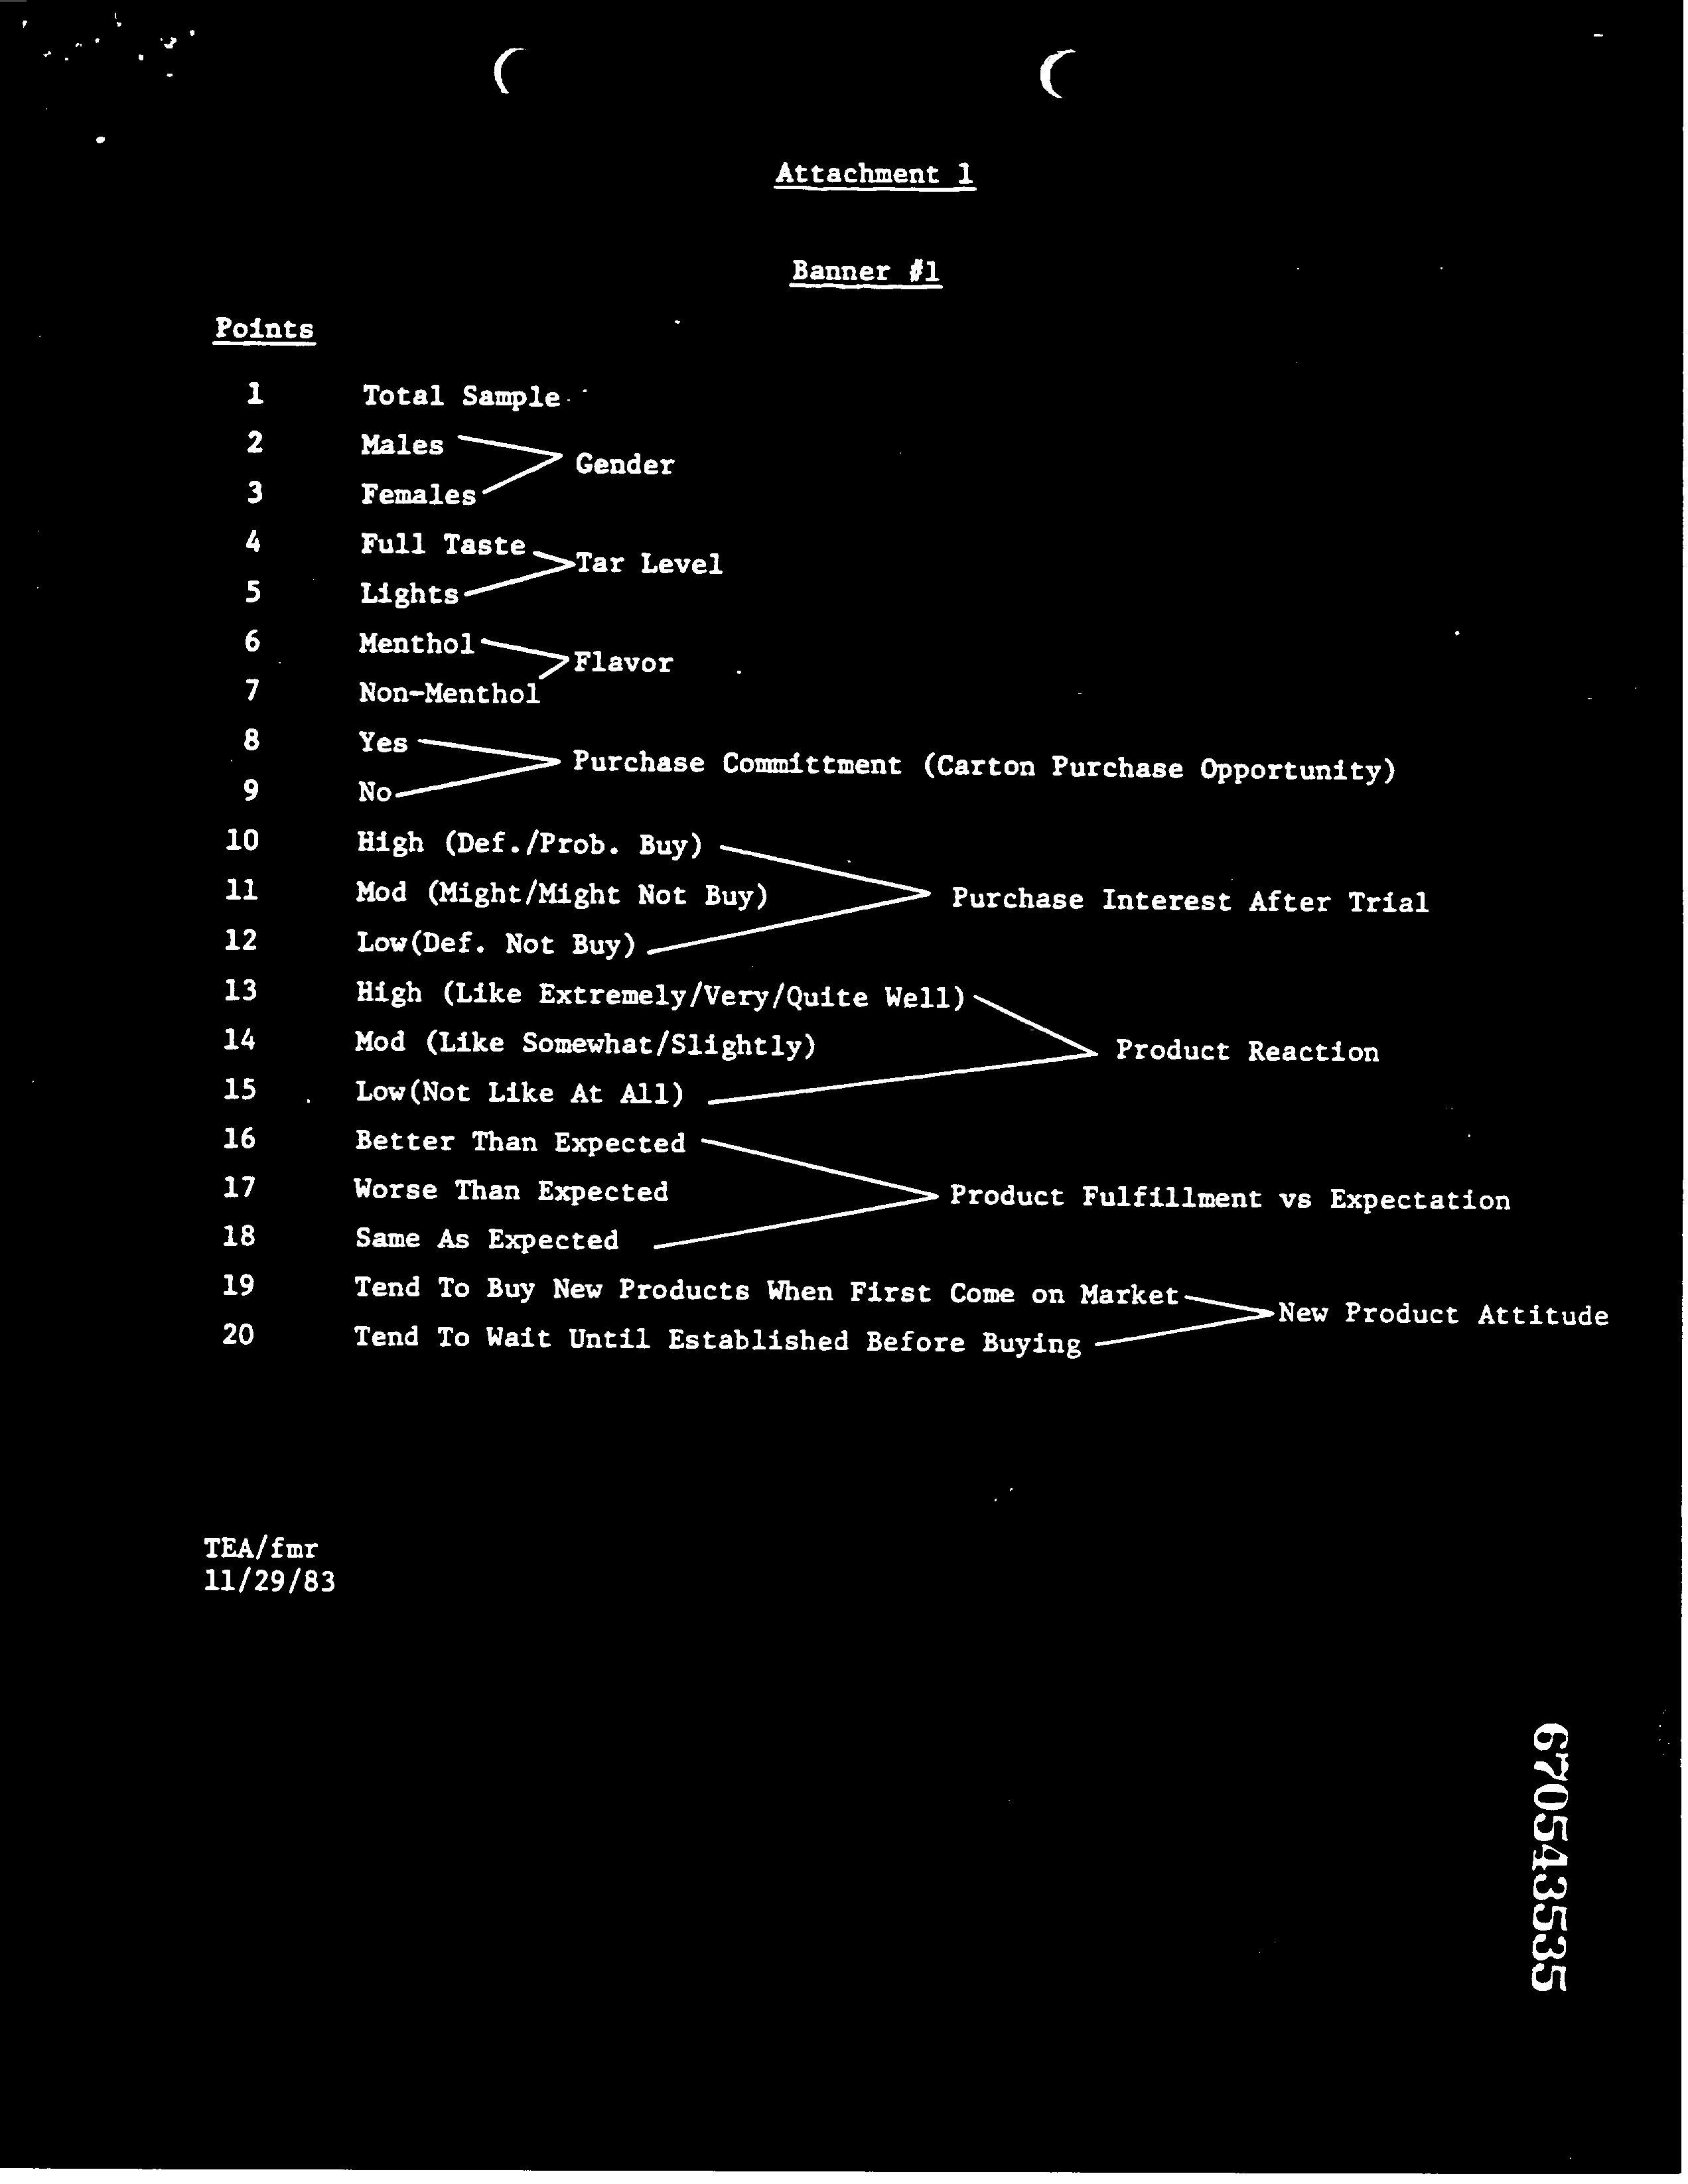 Attachment 1
Banner #1
Points
1 Total Sample
2 Males
Gender
3 Females
4 Full Taste
Tar Level
5 Lights
6 Menthol
Flavor
7 Non-Menthol
8 Yes
Purchase Committment (Carton Purchase Opportunity)
9 No
10 High (Def./Prob. Buy)
11 Mod (Might/Might Not Buy) Purchase Interest After Trial
12 Low(Def. Not Buy)
13 High (Like Extremely/Very/Quite Well)
14 Mod (Like Somewhat/Slightly) Product Reaction
15 Low(Not Like At All)
16 Better Than Expected
17 Worse Than Expected Product Fulfillment vs Expectation
18 Same As Expected
19 Tend To Buy New Products When First Come on Market
New Product Attitude
20 Tend To Wait Until Established Before Buying
TEA/fmr
11/29/83
670543535